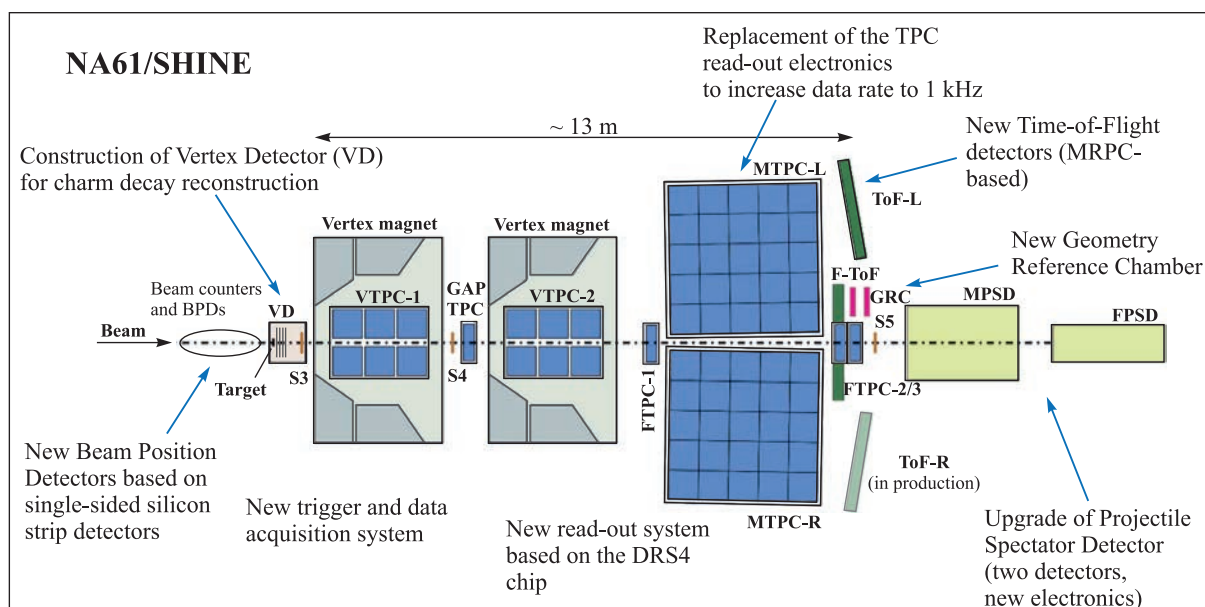 NA61/SHINE
Replacement of the TPC
read-out electronics
to increase data rate to 1 kHz
~ 13 m
New Time-of-Flight
detectors (MRPC-
based)
Construction of Vertex Detector (VD)
for charm decay reconstruction
MTPC-L
ToF-L
Vertex magnet
Vertex magnet
New Geometry
Reference Chamber
Beam counters
and BPDs
VD
VTPC-1
GAP
TPC
VTPC-2
F-ToF
GRC
S5
MPSD
FPSD
Beam
Target
S3
S4
FTPC-1
FTPC-2/3
New Beam Position
Detectors based on
single-sided silicon
strip detectors
New trigger and data
acquisition system
New read-out system
based on the DRS4
chip
MTPC-R
ToF-R
(in production)
Upgrade of Projectile
Spectator Detector
(two detectors,
new electronics)